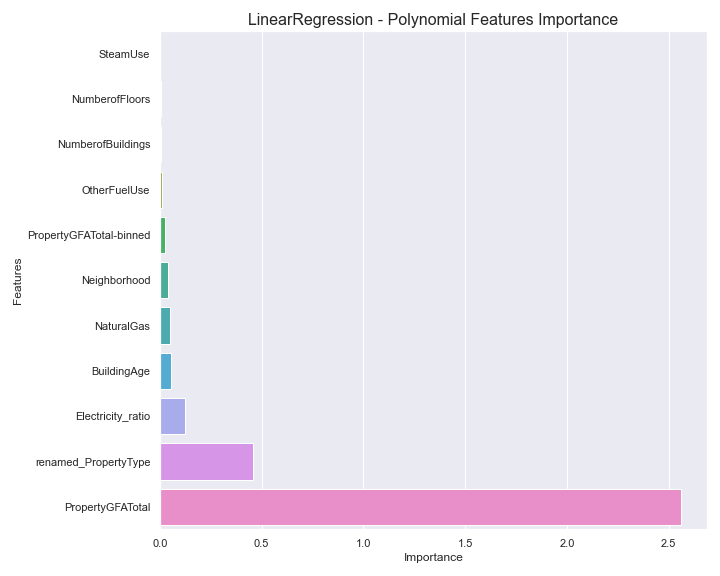 LinearRegression - Polynomial Features Importance
SteamUse
NumberofFloors
NumberofBuildings
OtherFuelUse
PropertyGFATotal-binned
Neighborhood
NaturalGas
BuildingAge
Electricity_ratio
renamed_PropertyType
PropertyGFATotal
Features
0.0 0.5 1.0 1.5 2.0 2.5
Importance